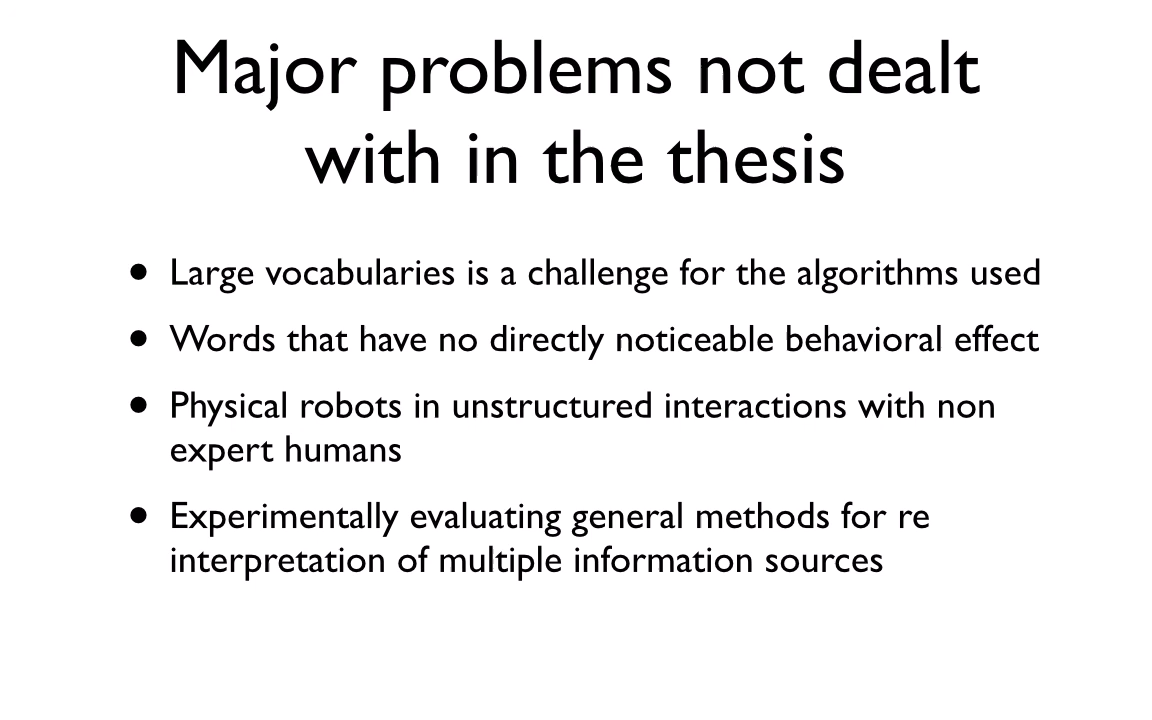 Major problems not dealt
with in the thesis
• Large vocabularies is a challenge for the algorithms used
• Words that have no directly noticeable behavioral effect
• Physical robots in unstructured interactions with non
expert humans
• Experimentally evaluating general methods for re
interpretation of multiple information sources